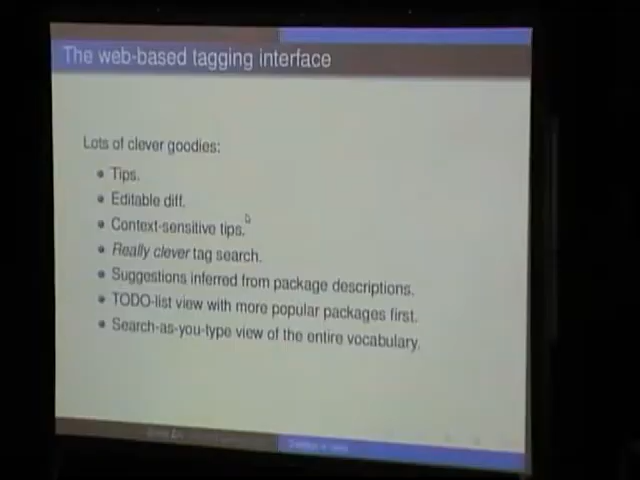 The web-based tagging interface
Lots of clever goodies:
Tips.
Editable diff.
Context-sensitive tips.
Really clever tag search.
Suggestions inferred from package descriptions.
TODO-list view with more popular packages first.
Search-as-you-type view of the entire vocabulary.